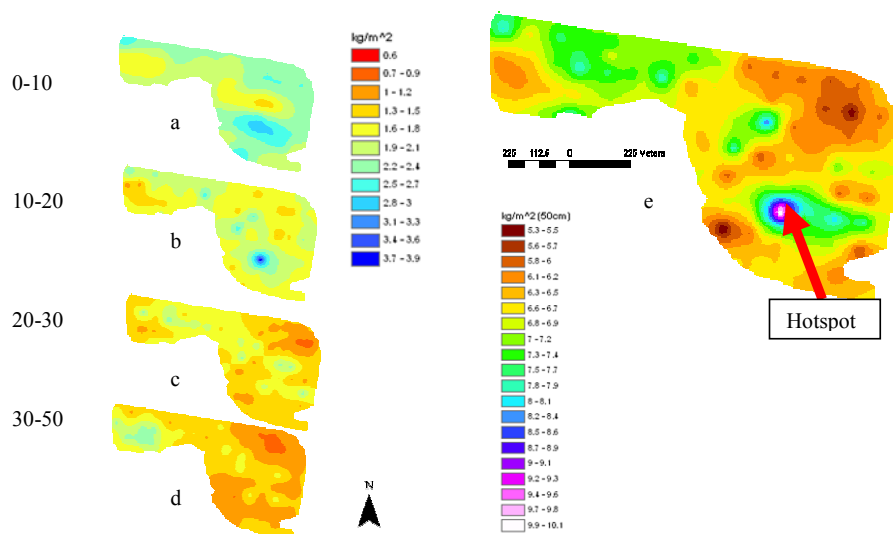 0-10
10-20
20-30
30-50
a
b
c
d
kg/m^2
0.6
0.7 - 0.9
1 - 1.2
1.3 - 1.5
1.6 - 1.8
1.9 - 2.1
2.2 - 2.4
2.5 - 2.7
2.8 - 3
3.1 - 3.3
3.4 - 3.6
3.7 - 3.9
N
225 112.5 0 225 Meters
e
kg/m^2 (50cm)
5.3 - 5.5
5.6 - 5.7
5.8 - 6
6.1 - 6.2
6.3 - 6.5
6.6 - 6.7
6.8 - 6.9
7 - 7.2
7.3 - 7.4
7.5 - 7.7
7.8 - 7.9
8 - 8.1
8.2 - 8.4
8.5 - 8.6
8.7 - 8.9
9 - 9.1
9.2 - 9.3
9.4 - 9.6
9.7 - 9.8
9.9 - 10.1
Hotspot